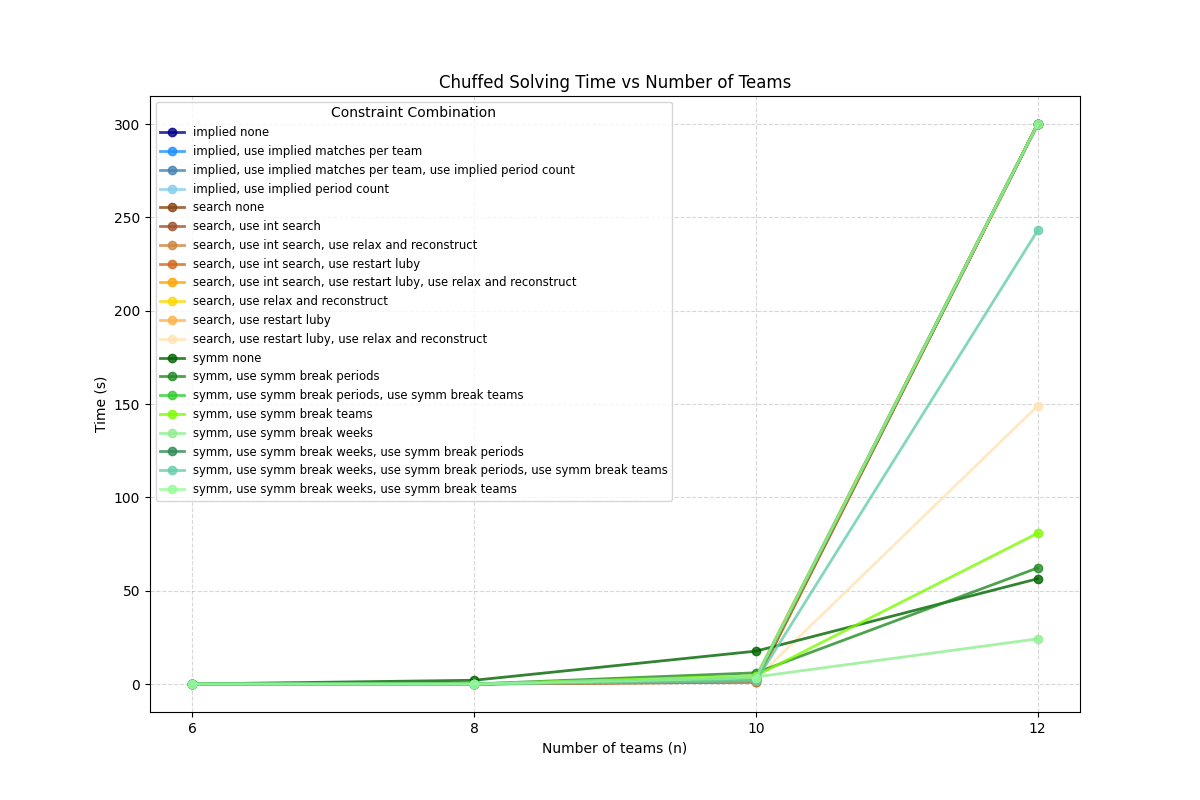 Chuffed Solving Time vs Number of Teams
Constraint Combination
implied none
implied, use implied matches per team
implied, use implied matches per team, use implied period count
implied, use implied period count
search none
search, use int search
search, use int search, use relax and reconstruct
search, use int search, use restart luby
search, use int search, use restart luby, use relax and reconstruct
search, use relax and reconstruct
search, use restart luby
search, use restart luby, use relax and reconstruct
symm none
symm, use symm break periods
symm, use symm break periods, use symm break teams
symm, use symm break teams
symm, use symm break weeks
symm, use symm break weeks, use symm break periods
symm, use symm break weeks, use symm break periods, use symm break teams
symm, use symm break weeks, use symm break teams
300
250
200
150
100
50
0
Time (s)
6 8 10 12
Number of teams (n)